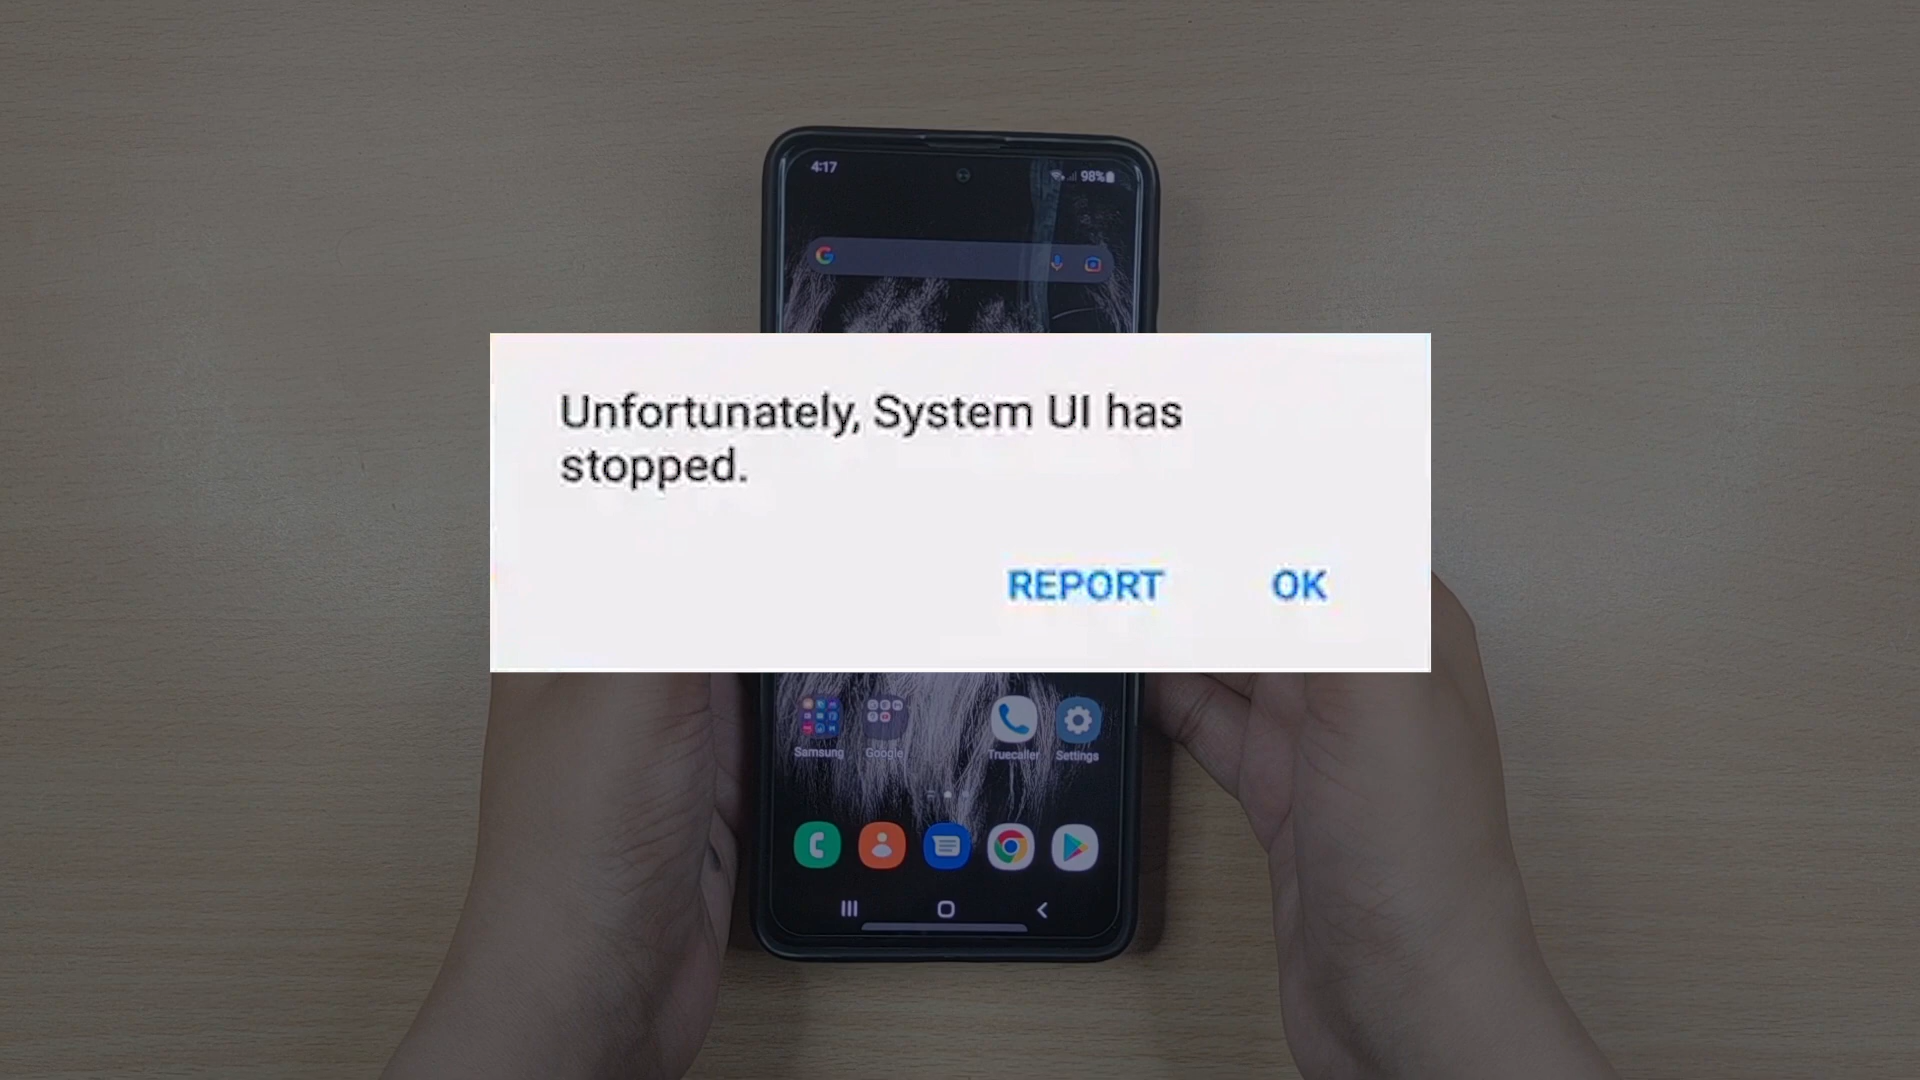 4:17
98%
G
Unfortunately, System UI has
stopped.
REPORT OK
Samsung Google Truecaller Settings